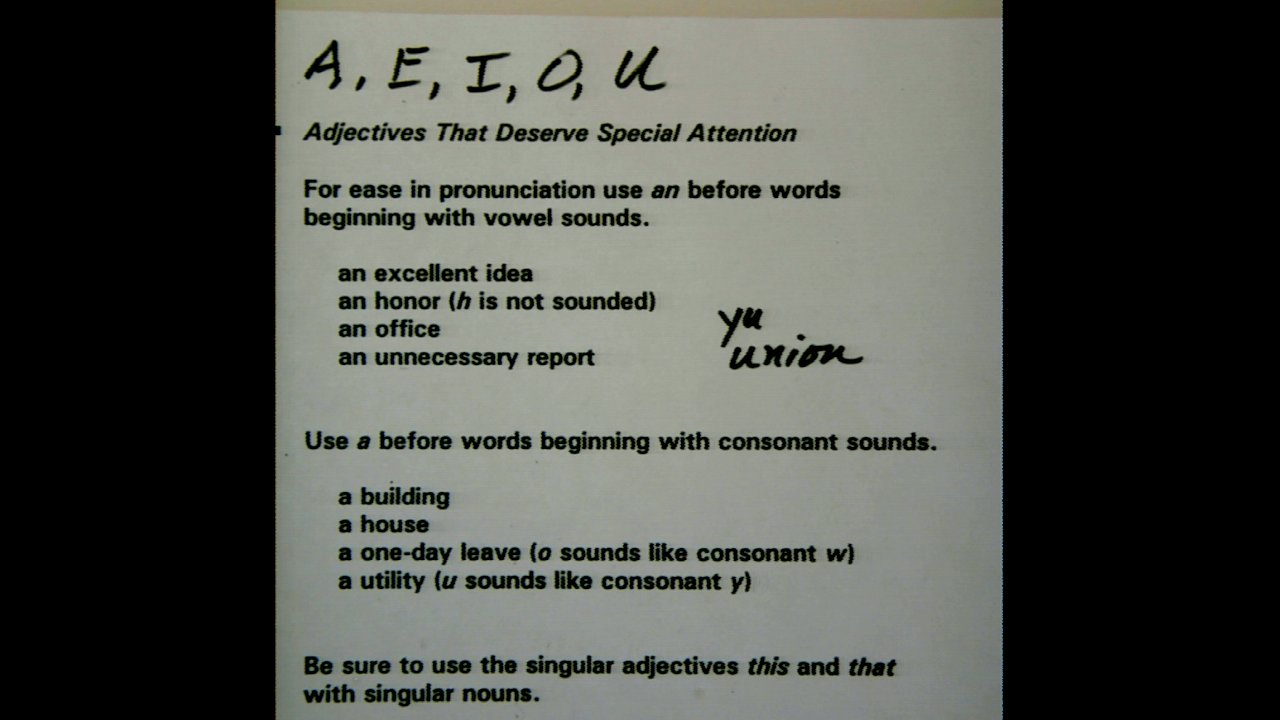 A, E, I, O, U
Adjectives That Deserve Special Attention
For ease in pronunciation use an before words
beginning with vowel sounds.
an excellent idea
an honor (h is not sounded)
an office
an unnecessary report
yu
union
Use a before words beginning with consonant sounds.
a building
a house
a one-day leave (o sounds like consonant w)
a utility (u sounds like consonant y)
Be sure to use the singular adjectives this and that
with singular nouns.